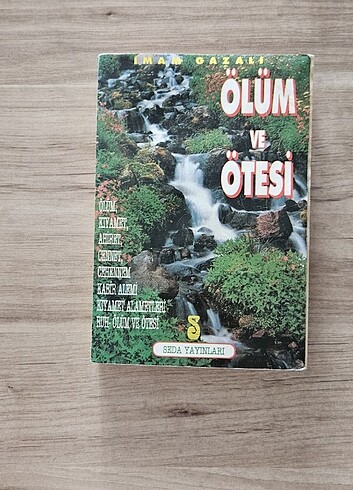 İMAM GAZALİ
ÖLÜM
VE
ÖTESİ
ÖLÜM,
KIYAMET,
AHİRET,
CENNET,
CEHENNEM
KABİR ALEMİ
KIYAMET ALAMETLERİ
RUH, ÖLÜM VE ÖTESİ
S
SEDA YAYINLARI